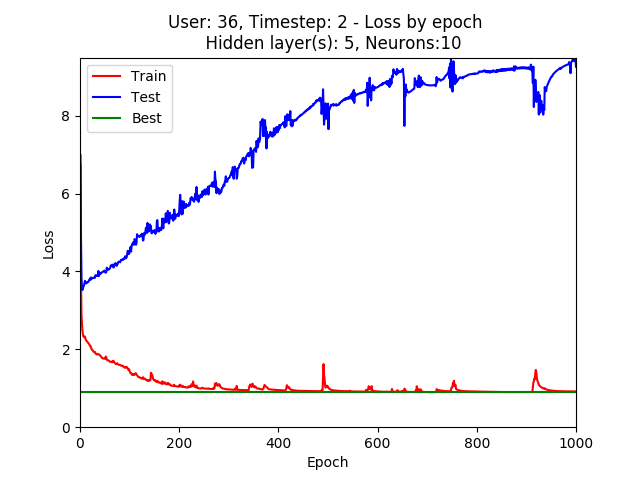 User: 36, Timestep: 2 - Loss by epoch
Hidden layer(s): 5, Neurons:10
Train
Test
Best
8
6
4
2
0
Loss
0 200 400 600 800 1000
Epoch